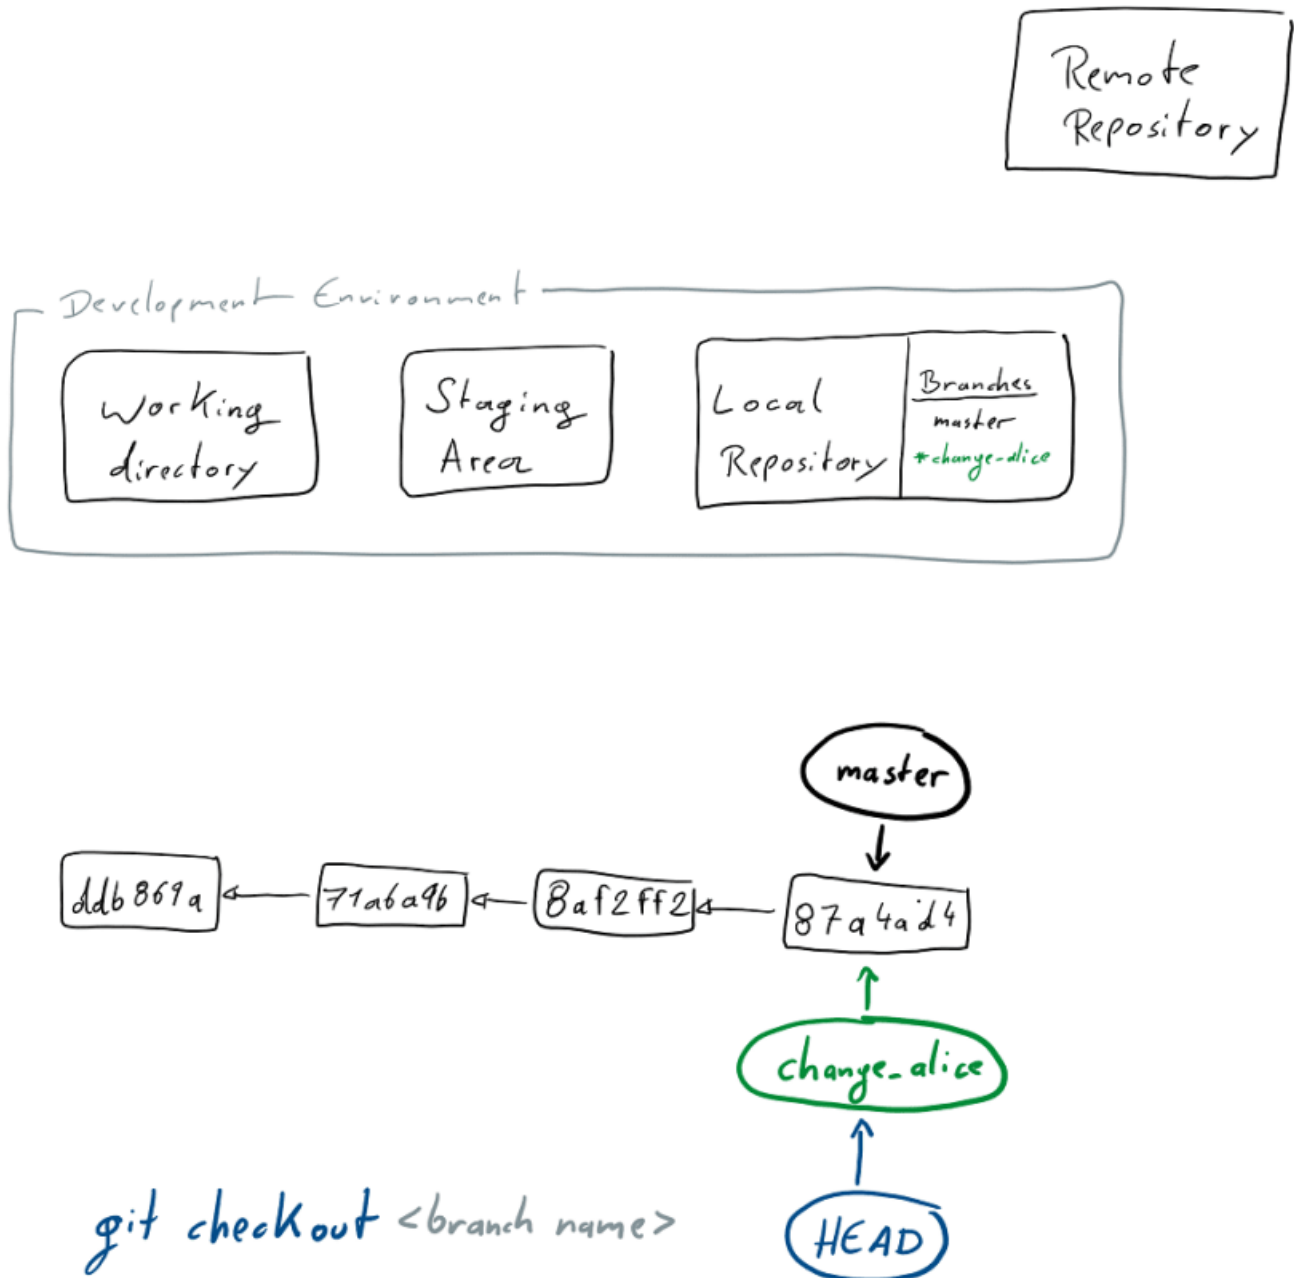 Remote
Repository
Development Environment
Working
directory
Staging
Area
Local
Repository
Branches
master
*change-alice
master
ddb869a
71a6a96
8af2ff2
87a4ad4
change_alice
HEAD
git checkout <branch name>